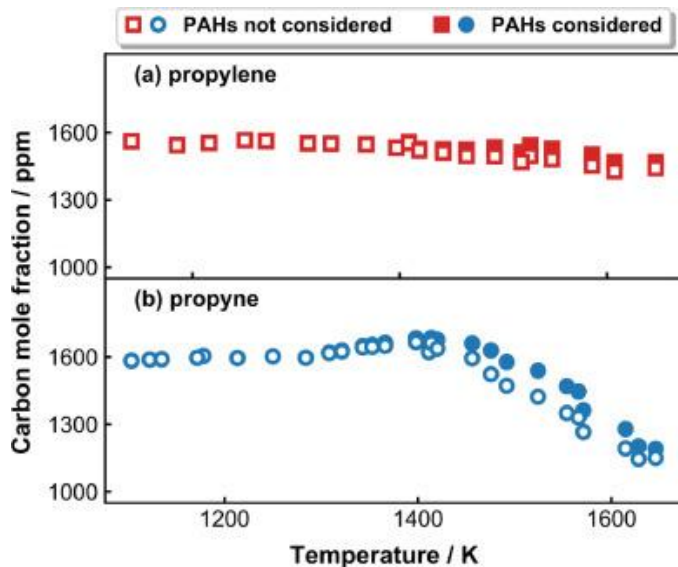 PAHs not considered PAHs considered
(a) propylene
1600
1300
1000
(b) propyne
1600
1300
1000
Carbon mole fraction / ppm
1200 1400 1600
Temperature / K